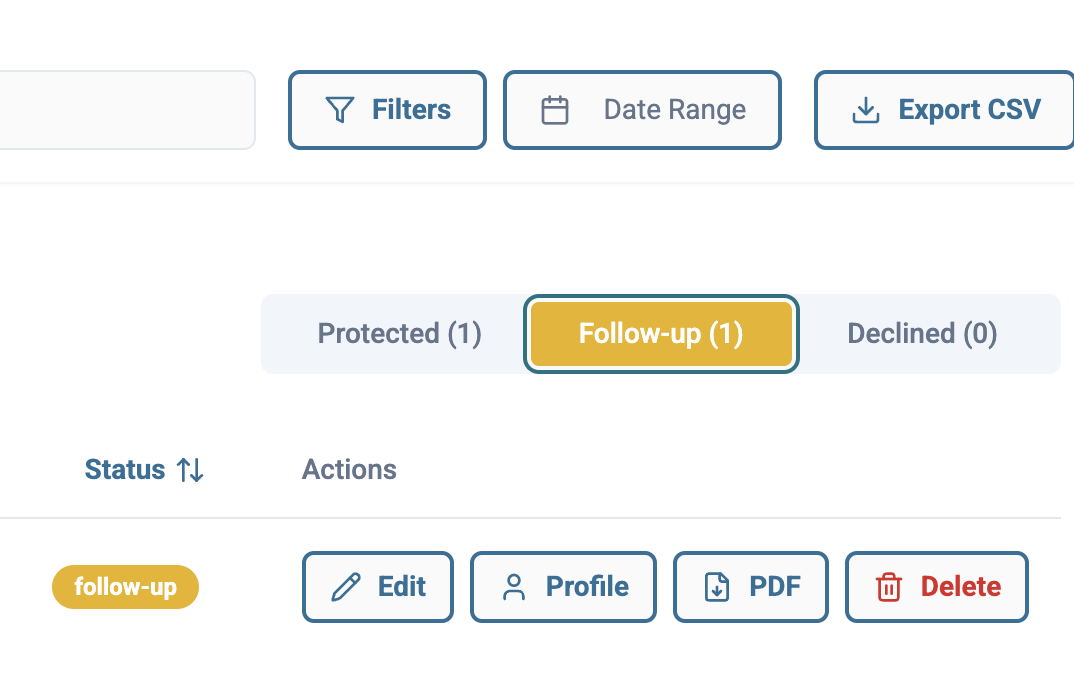 Filters Date Range Export CSV
Protected (1) Follow-up (1) Declined (0)
Status Actions
follow-up Edit Profile PDF Delete